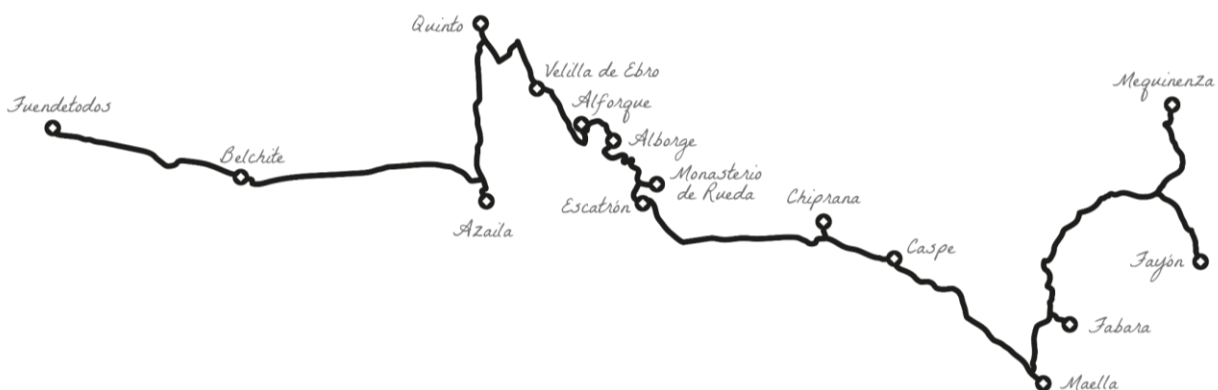 Quinto
Velilla de Ebro
Mequinenza
Fuendetodos
Alforque
Alborge
Belchite
Monasterio
de Rueda
Chiprana
Escatrón
Azaila
Caspe
Fayón
Fabara
Maella